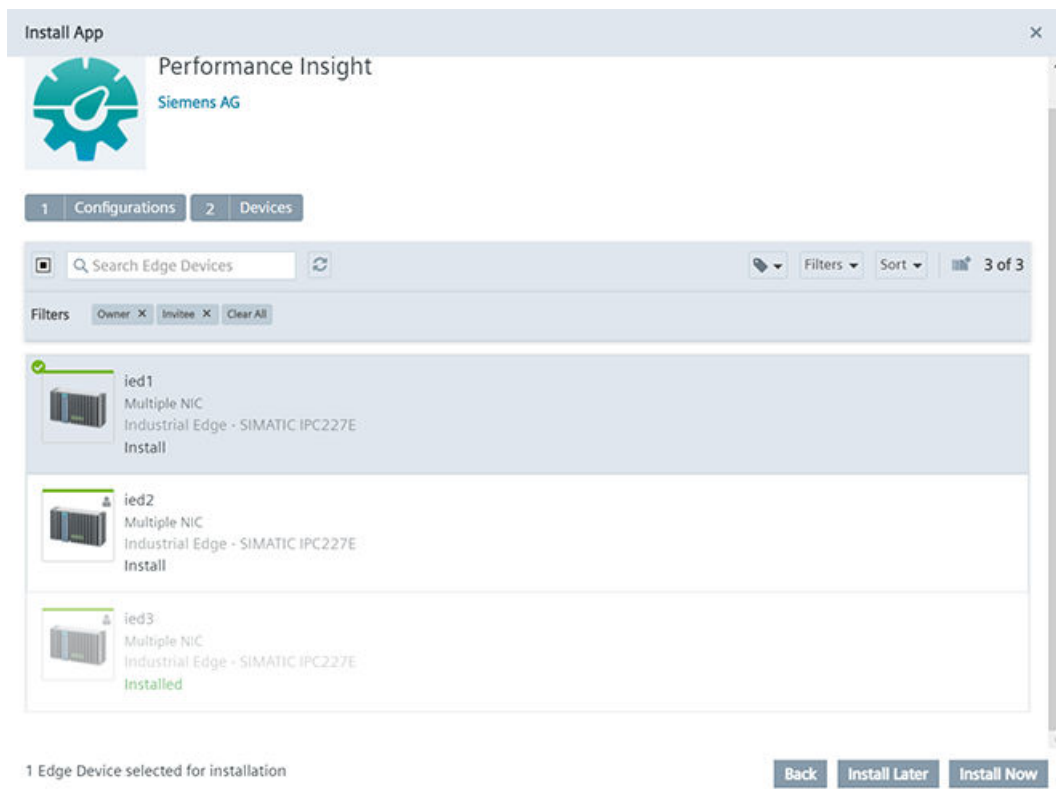 Install App ×
Performance Insight
Siemens AG
1 Configurations 2 Devices
Search Edge Devices Filters Sort 3 of 3
Filters Owner × Invitee × Clear All
ied1
Multiple NIC
Industrial Edge - SIMATIC IPC227E
Install
ied2
Multiple NIC
Industrial Edge - SIMATIC IPC227E
Install
ied3
Multiple NIC
Industrial Edge - SIMATIC IPC227E
Installed
1 Edge Device selected for installation Back Install Later Install Now